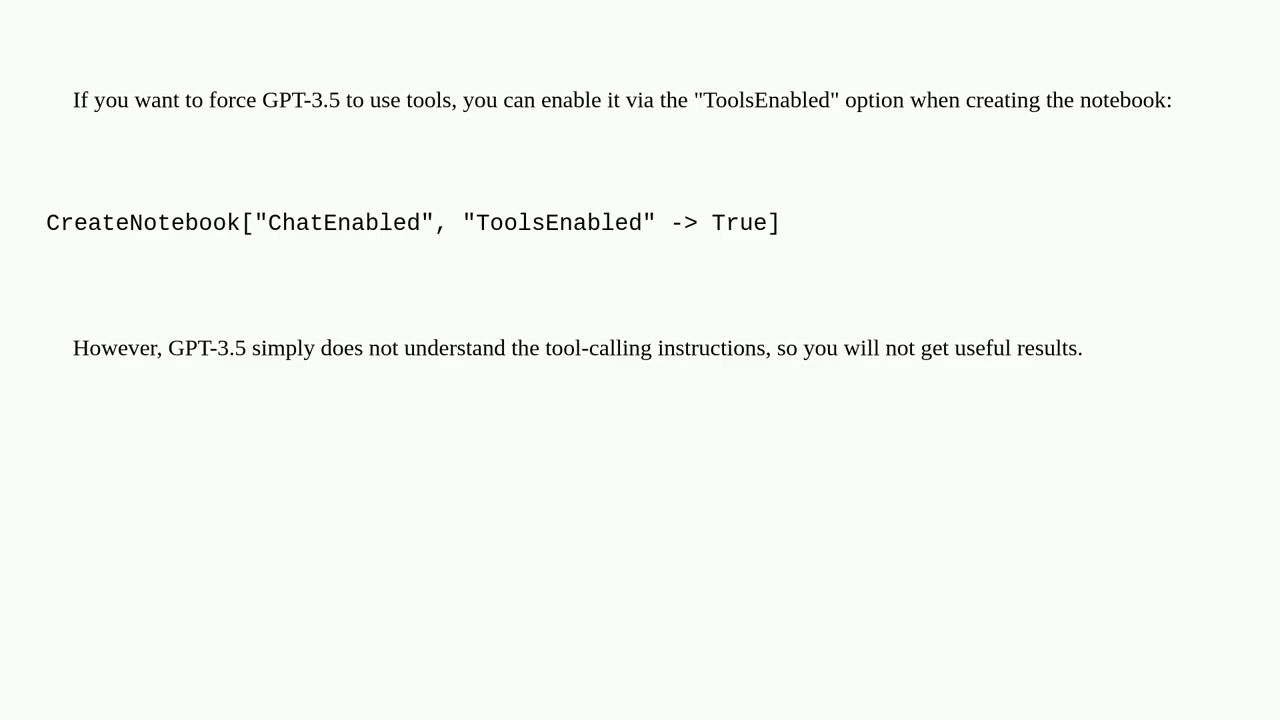 If you want to force GPT-3.5 to use tools, you can enable it via the "ToolsEnabled" option when creating the notebook:
CreateNotebook["ChatEnabled", "ToolsEnabled" -> True]
However, GPT-3.5 simply does not understand the tool-calling instructions, so you will not get useful results.